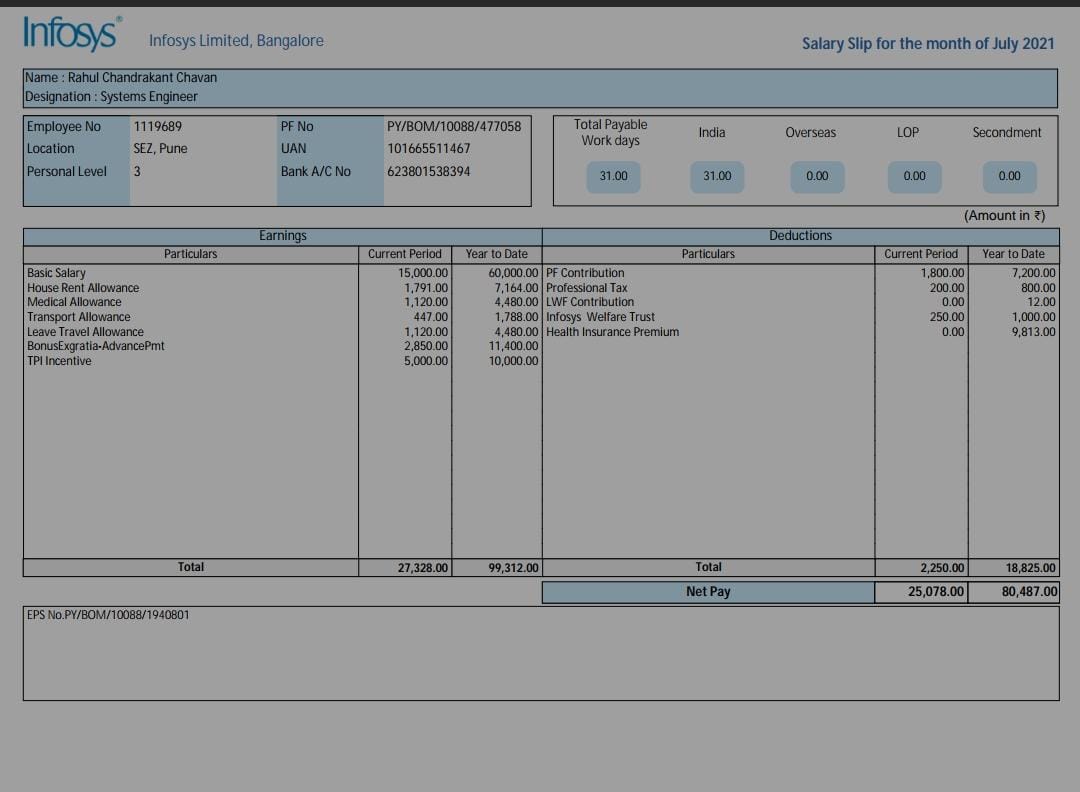 Infosys®
Infosys Limited, Bangalore
Salary Slip for the month of July 2021
Name : Rahul Chandrakant Chavan
Designation : Systems Engineer
Employee No 1119689 PF No PY/BOM/10088/477058
Location SEZ, Pune UAN 101665511467
Personal Level 3 Bank A/C No 623801538394
Total Payable
Work days India Overseas LOP Secondment
31.00 31.00 0.00 0.00 0.00
(Amount in ₹)
Earnings Deductions
Particulars Current Period Year to Date Particulars Current Period Year to Date
Basic Salary 15,000.00 60,000.00 PF Contribution 1,800.00 7,200.00
House Rent Allowance 1,791.00 7,164.00 Professional Tax 200.00 800.00
Medical Allowance 1,120.00 4,480.00 LWF Contribution 0.00 12.00
Transport Allowance 447.00 1,788.00 Infosys Welfare Trust 250.00 1,000.00
Leave Travel Allowance 1,120.00 4,480.00 Health Insurance Premium 0.00 9,813.00
BonusExgratia-AdvancePmt 2,850.00 11,400.00
TPI Incentive 5,000.00 10,000.00
Total 27,328.00 99,312.00 Total 2,250.00 18,825.00
Net Pay 25,078.00 80,487.00
EPS No.PY/BOM/10088/1940801